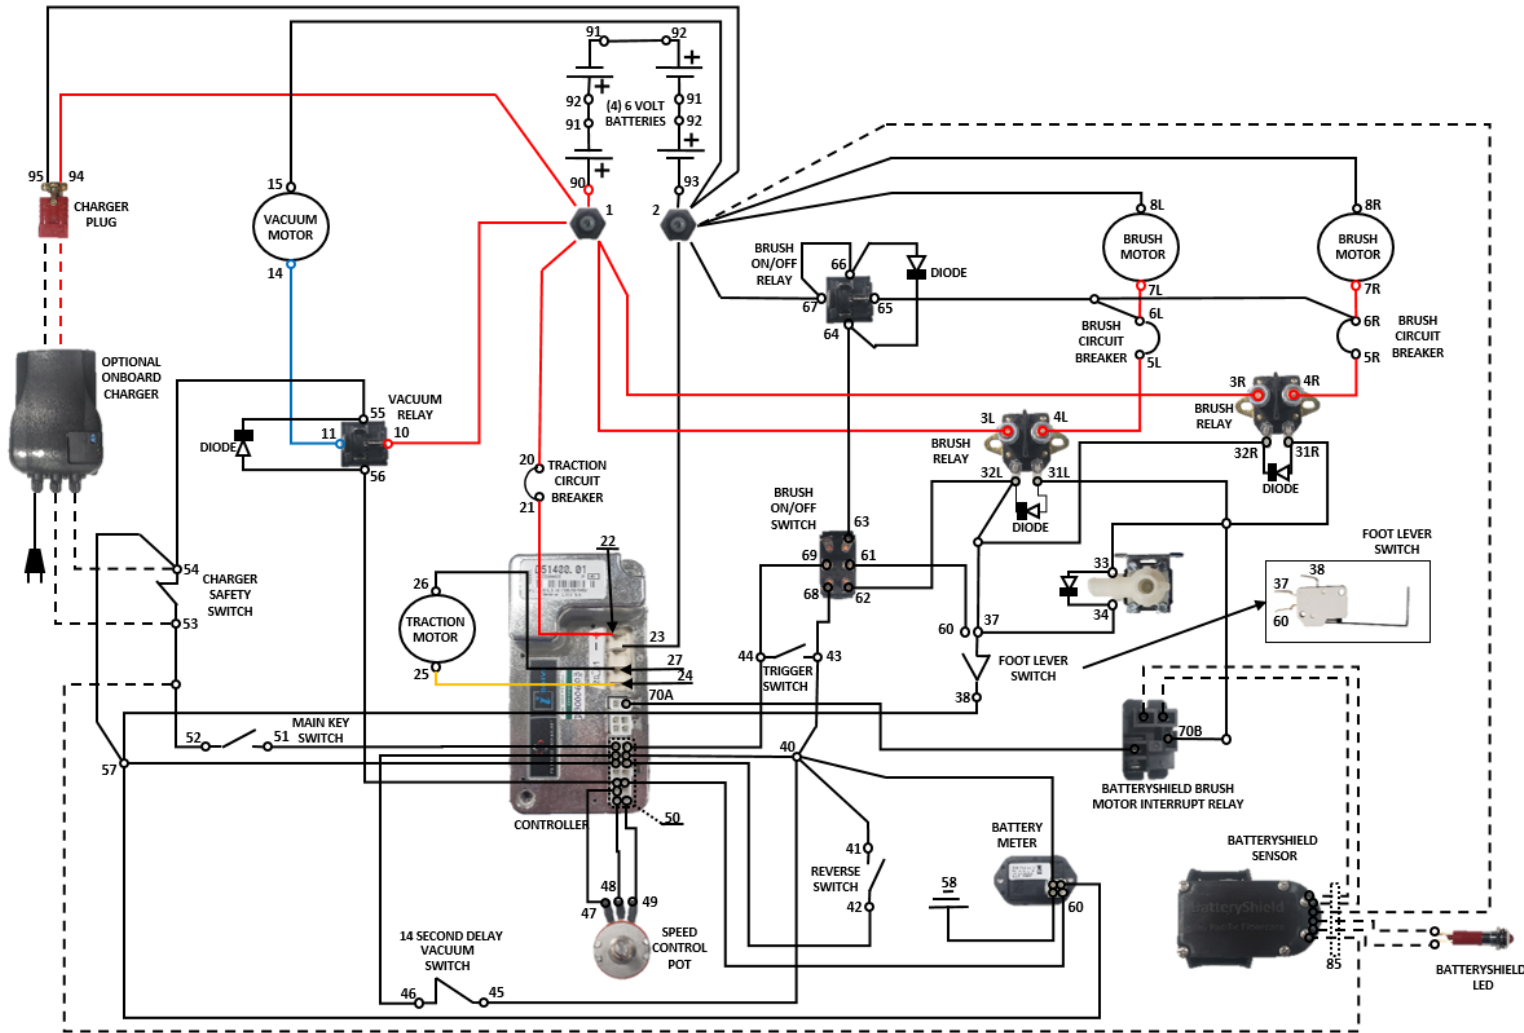 91
92
+
+
92
91
(4) 6 VOLT
BATTERIES
91
92
+
+
95
94
CHARGER
PLUG
15
VACUUM
MOTOR
14
90
93
1
2
8L
8R
BRUSH
MOTOR
BRUSH
MOTOR
BRUSH
ON/OFF
RELAY
66
DIODE
67
65
64
7L
7R
6L
6R
BRUSH
CIRCUIT
BREAKER
5L
BRUSH
CIRCUIT
BREAKER
5R
OPTIONAL
ONBOARD
CHARGER
55
VACUUM
RELAY
DIODE
11
10
56
3R
4R
BRUSH
RELAY
3L
4L
BRUSH
RELAY
32R
31R
DIODE
32L
31L
DIODE
20
TRACTION
CIRCUIT
BREAKER
21
BRUSH
ON/OFF
SWITCH
63
69
61
68
62
22
54
CHARGER
SAFETY
SWITCH
53
26
TRACTION
MOTOR
25
51400.01
23
27
24
70A
33
34
FOOT LEVER
SWITCH
38
37
60
60
37
FOOT LEVER
SWITCH
38
44
43
TRIGGER
SWITCH
52
51
MAIN KEY
SWITCH
57
40
70B
BATTERYSHIELD BRUSH
MOTOR INTERRUPT RELAY
CONTROLLER
50
BATTERY
METER
BATTERYSHIELD
SENSOR
41
REVERSE
SWITCH
42
58
60
48
47
49
SPEED
CONTROL
POT
14 SECOND DELAY
VACUUM
SWITCH
46
45
BatteryShield
85
BATTERYSHIELD
LED